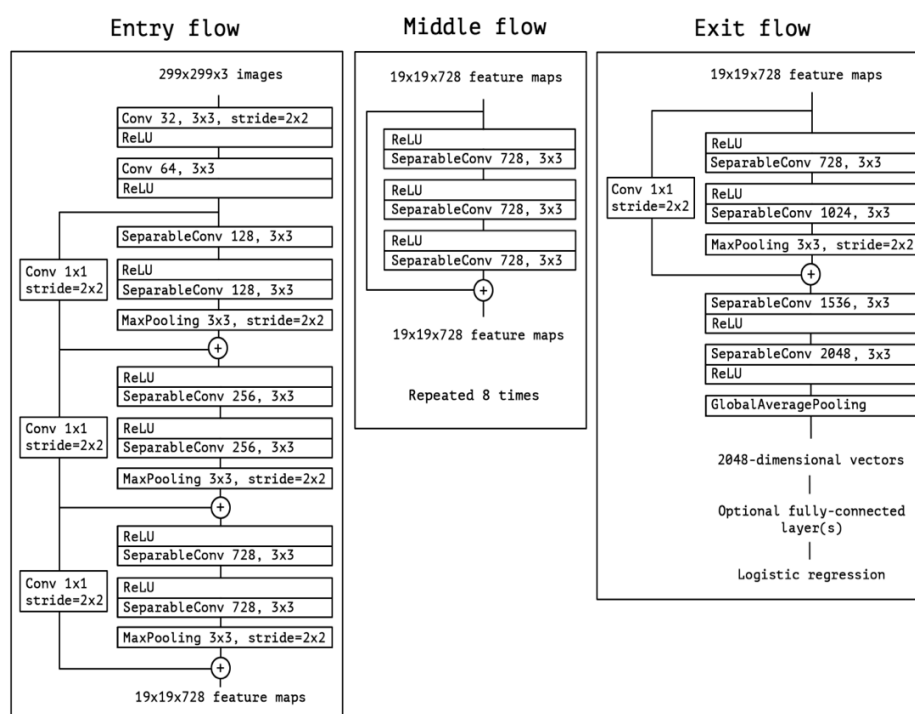 Entry flow
299x299x3 images
Conv 32, 3x3, stride=2x2
ReLU
Conv 64, 3x3
ReLU
SeparableConv 128, 3x3
Conv 1x1
stride=2x2
ReLU
SeparableConv 128, 3x3
MaxPooling 3x3, stride=2x2
+
ReLU
SeparableConv 256, 3x3
Conv 1x1
stride=2x2
ReLU
SeparableConv 256, 3x3
MaxPooling 3x3, stride=2x2
+
ReLU
SeparableConv 728, 3x3
Conv 1x1
stride=2x2
ReLU
SeparableConv 728, 3x3
MaxPooling 3x3, stride=2x2
+
19x19x728 feature maps
Middle flow
19x19x728 feature maps
ReLU
SeparableConv 728, 3x3
ReLU
SeparableConv 728, 3x3
ReLU
SeparableConv 728, 3x3
+
19x19x728 feature maps
Repeated 8 times
Exit flow
19x19x728 feature maps
ReLU
SeparableConv 728, 3x3
Conv 1x1
stride=2x2
ReLU
SeparableConv 1024, 3x3
MaxPooling 3x3, stride=2x2
+
SeparableConv 1536, 3x3
ReLU
SeparableConv 2048, 3x3
ReLU
GlobalAveragePooling
2048-dimensional vectors
Optional fully-connected
layer(s)
Logistic regression